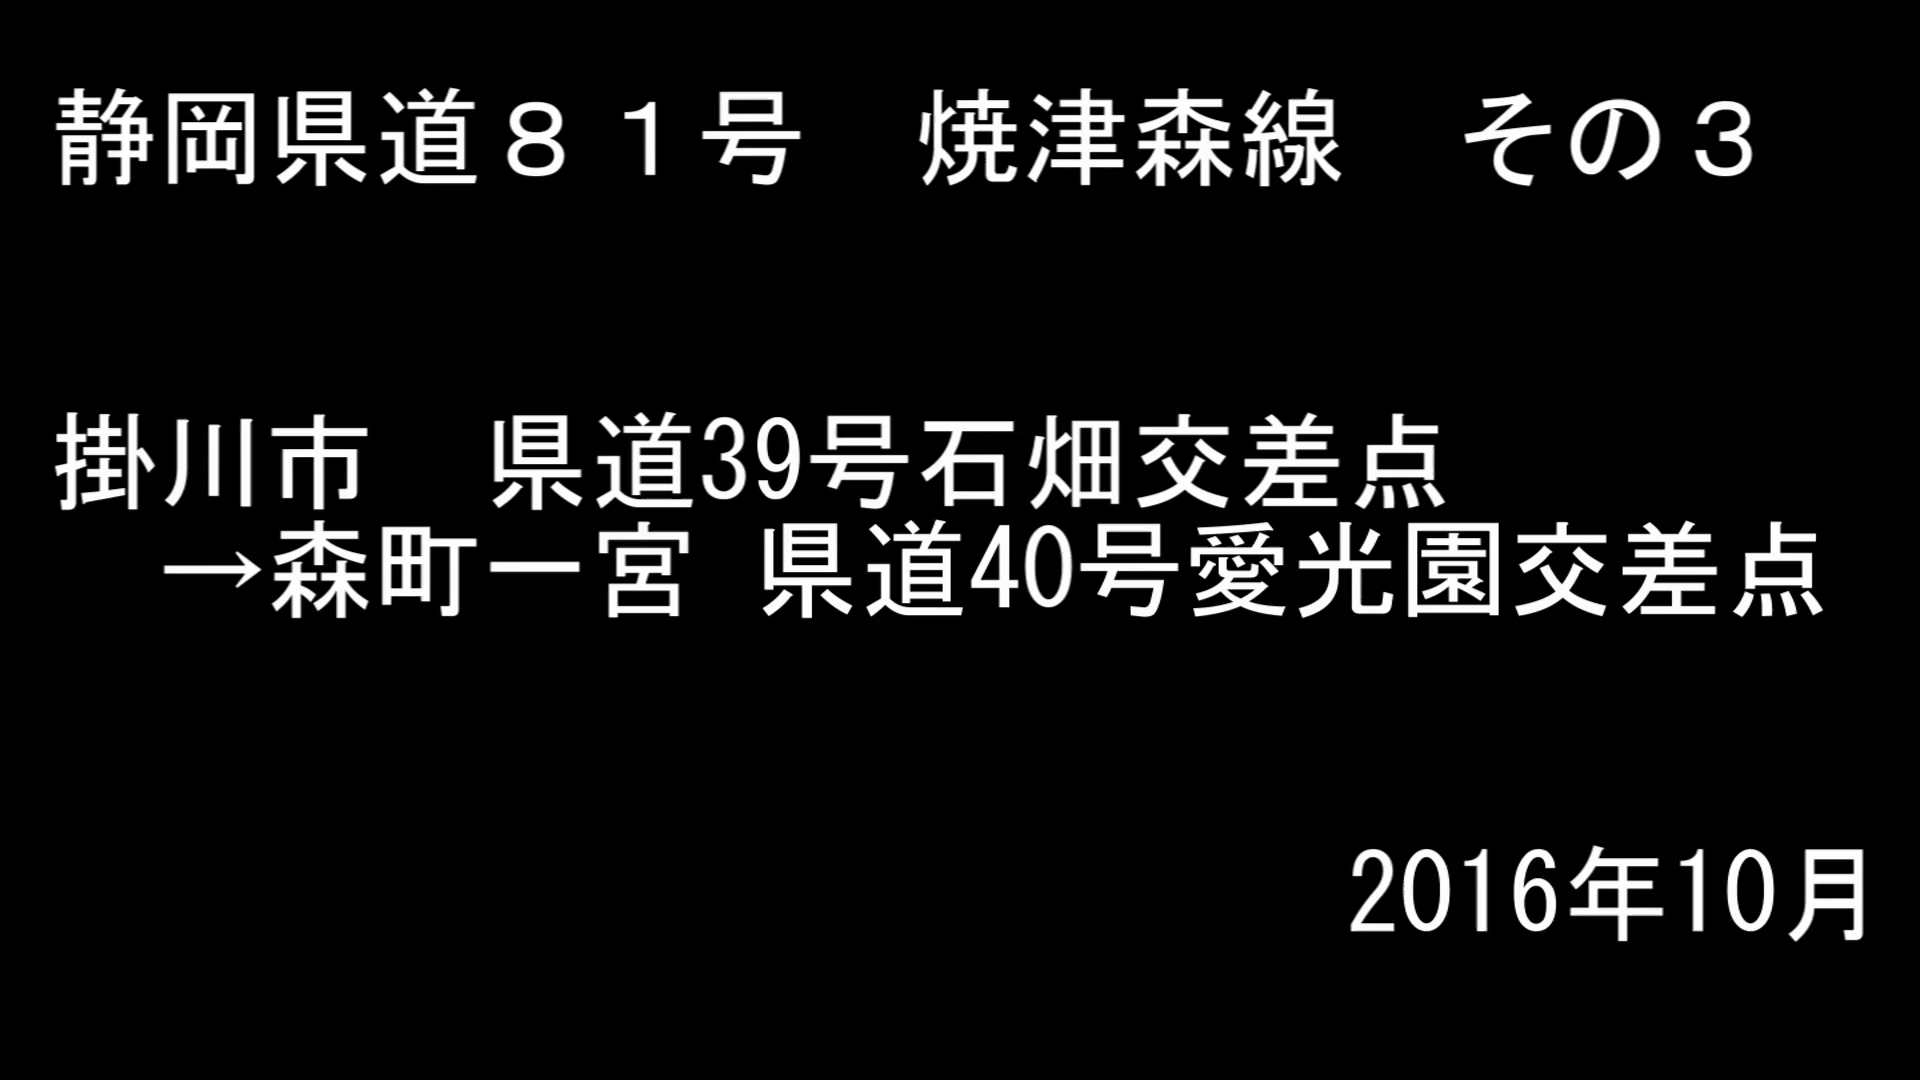 静岡県道８１号　焼津森線　その３
掛川市　県道39号石畑交差点
→森町一宮 県道40号愛光園交差点
2016年10月